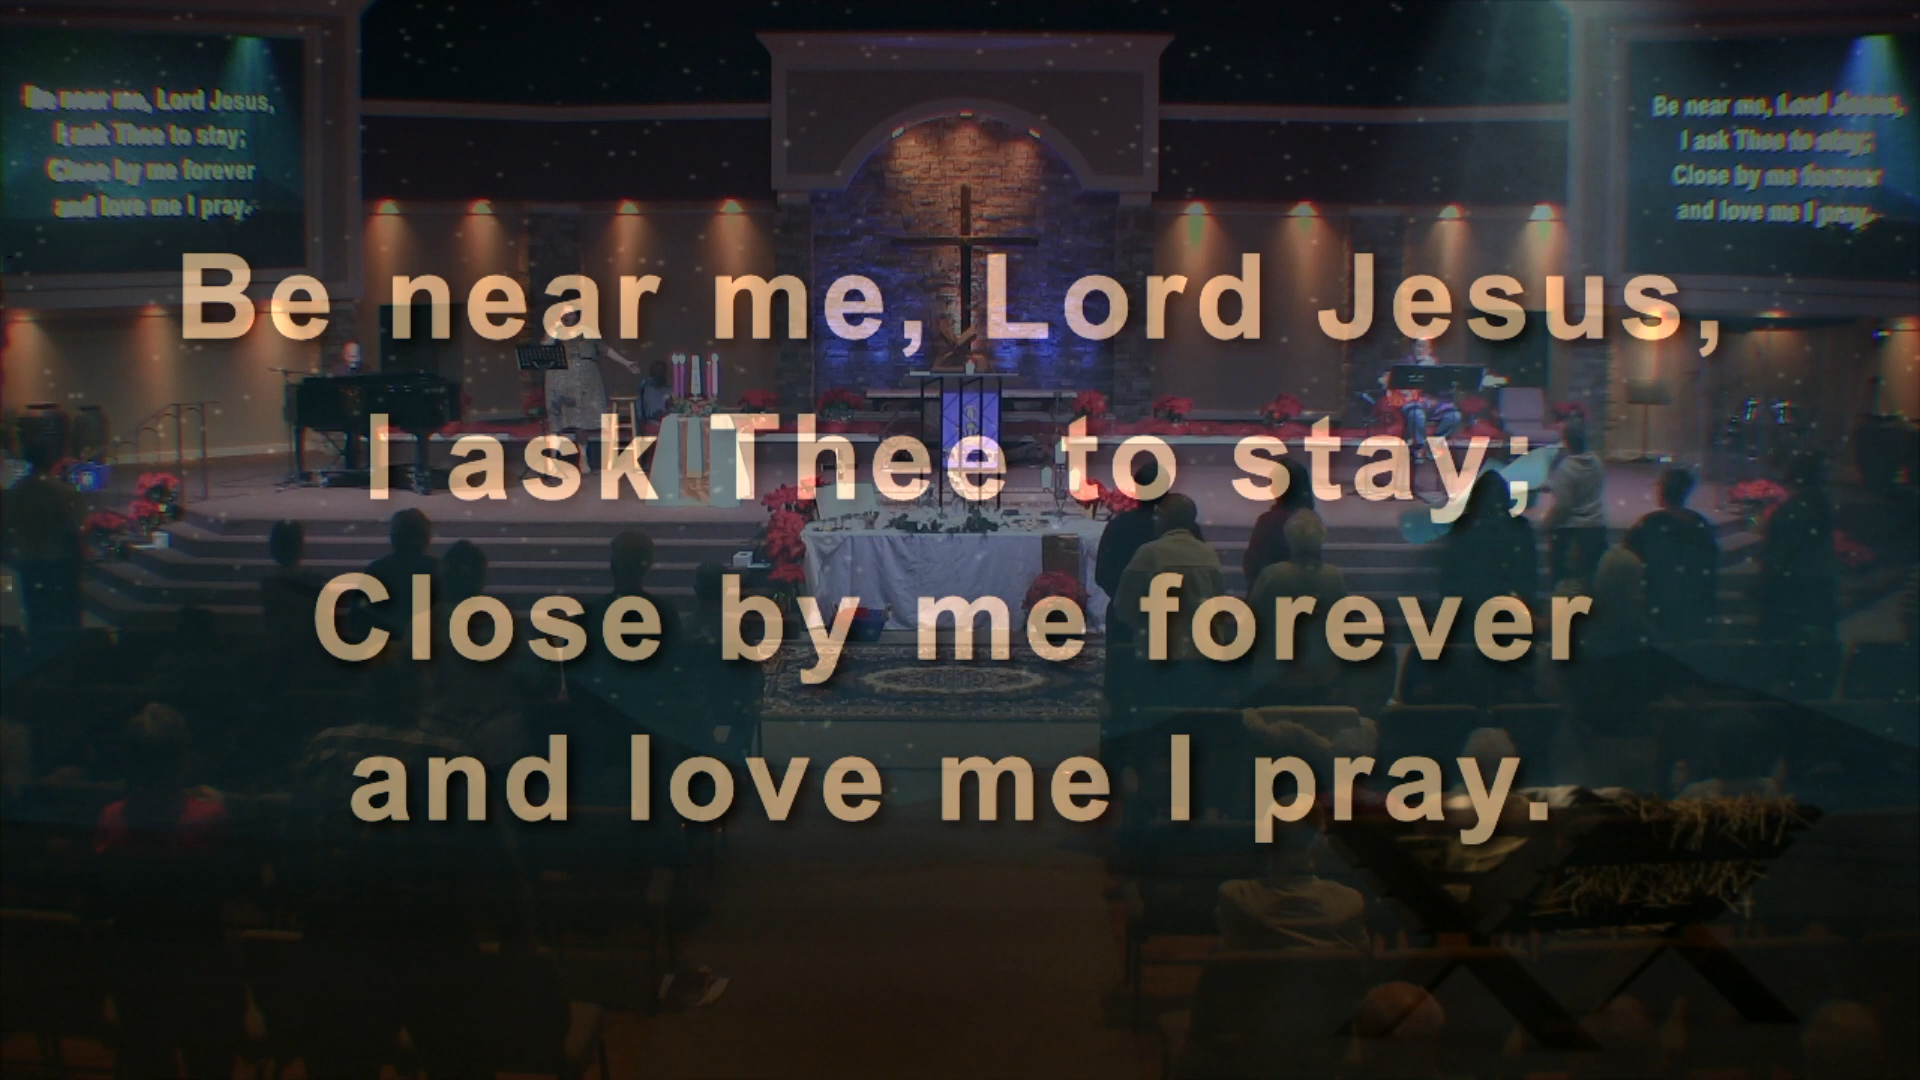 Be near me, Lord Jesus,
I ask Thee to stay;
Close by me forever
and love me I pray.
Be near me, Lord Jesus,
I ask Thee to stay;
Close by me forever
and love me I pray.
Be near me, Lord Jesus,
I ask Thee to stay;
Close by me forever
and love me I pray.